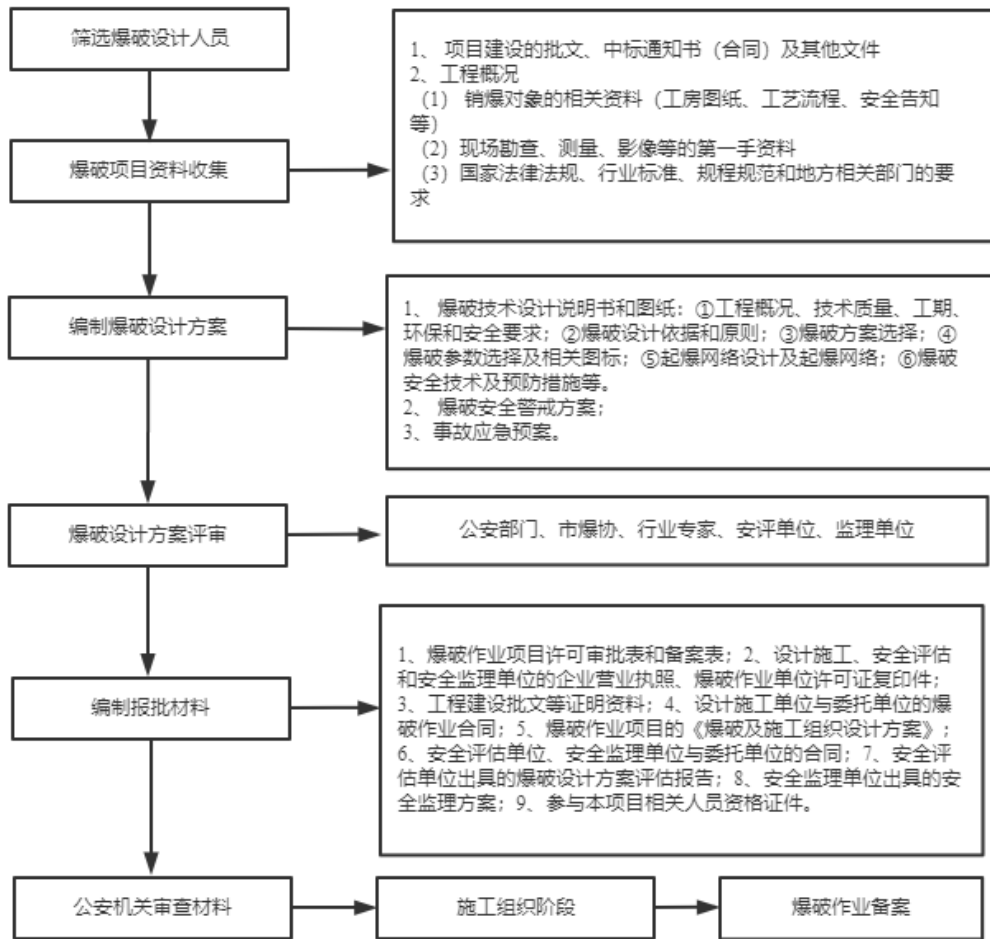 筛选爆破设计人员
1、 项目建设的批文、中标通知书（合同）及其他文件
2、工程概况
（1） 销爆对象的相关资料（工房图纸、工艺流程、安全告知
等）
（2）现场勘查、测量、影像等的第一手资料
（3）国家法律法规、行业标准、规程规范和地方相关部门的要
求
爆破项目资料收集
编制爆破设计方案
1、 爆破技术设计说明书和图纸：①工程概况、技术质量、工期、
环保和安全要求；②爆破设计依据和原则；③爆破方案选择；④
爆破参数选择及相关图标；⑤起爆网络设计及起爆网络；⑥爆破
安全技术及预防措施等。
2、 爆破安全警戒方案；
3、事故应急预案。
爆破设计方案评审
公安部门、市爆协、行业专家、安评单位、监理单位
编制报批材料
1、爆破作业项目许可审批表和备案表；2、设计施工、安全评估
和安全监理单位的企业营业执照、爆破作业单位许可证复印件；
3、工程建设批文等证明资料；4、设计施工单位与委托单位的爆
破作业合同；5、爆破作业项目的《爆破及施工组织设计方案》；
6、安全评估单位、安全监理单位与委托单位的合同；7、安全评
估单位出具的爆破设计方案评估报告；8、安全监理单位出具的安
全监理方案；9、参与本项目相关人员资格证件。
公安机关审查材料
施工组织阶段
爆破作业备案